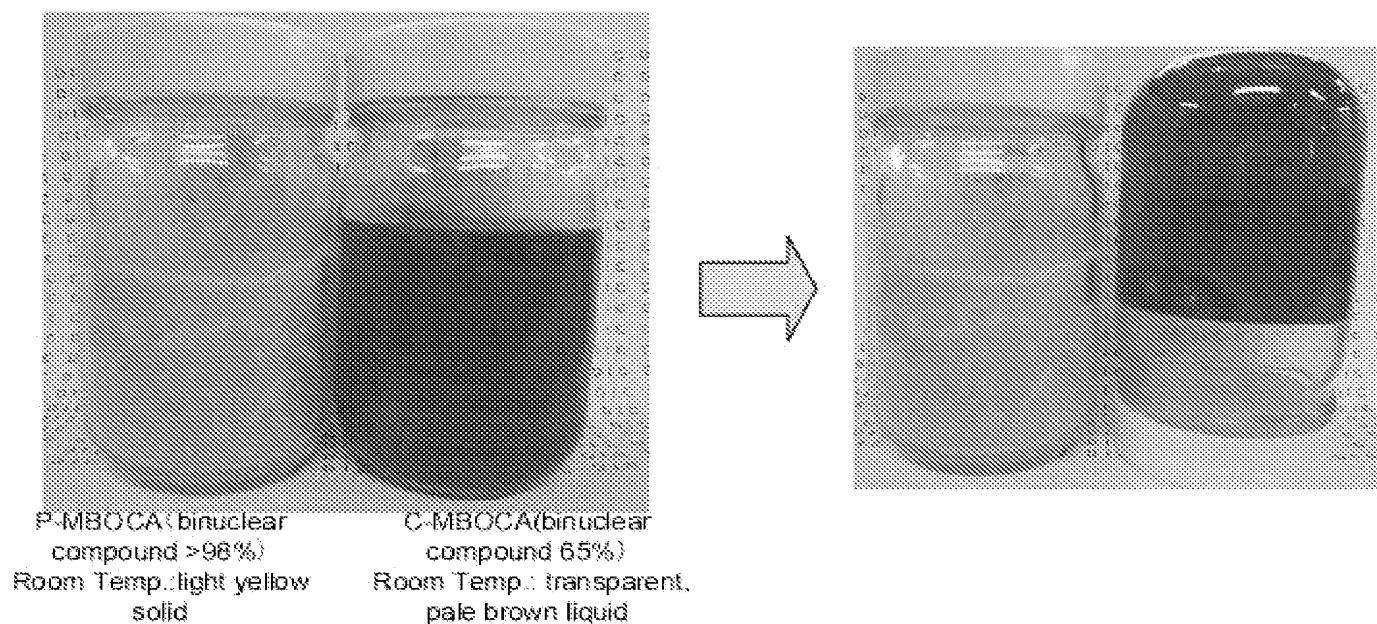 P-MBOCA(binuclear
compound >98%)
Room Temp.:light yellow
solid
C-MBOCA(binuclear
compound 65%)
Room Temp.: transparent,
pale brown liquid